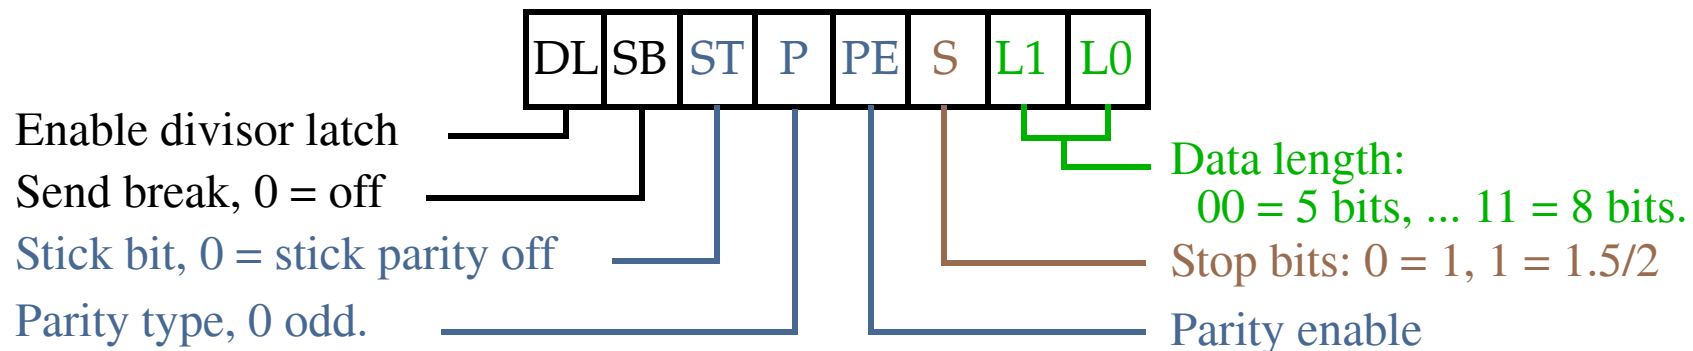 DL SB ST P PE S L1 L0
Enable divisor latch
Send break, 0 = off
Stick bit, 0 = stick parity off
Parity type, 0 odd.
Data length:
00 = 5 bits, ... 11 = 8 bits.
Stop bits: 0 = 1, 1 = 1.5/2
Parity enable